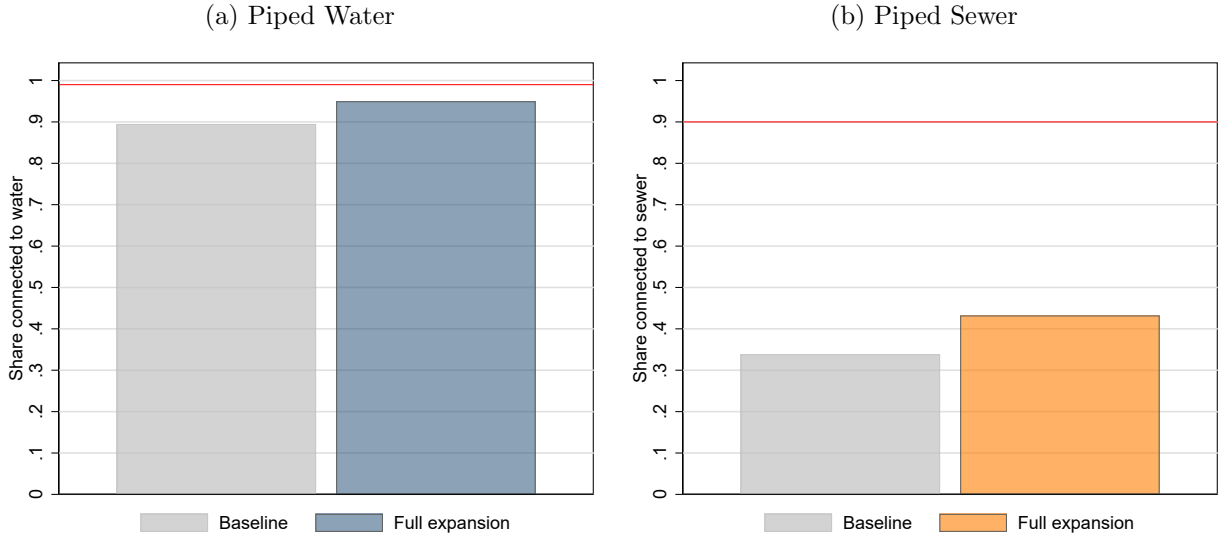 (a) Piped Water
Share connected to water
1
.9
.8
.7
.6
.5
.4
.3
.2
.1
0
Baseline
Full expansion
(b) Piped Sewer
Share connected to sewer
1
.9
.8
.7
.6
.5
.4
.3
.2
.1
0
Baseline
Full expansion